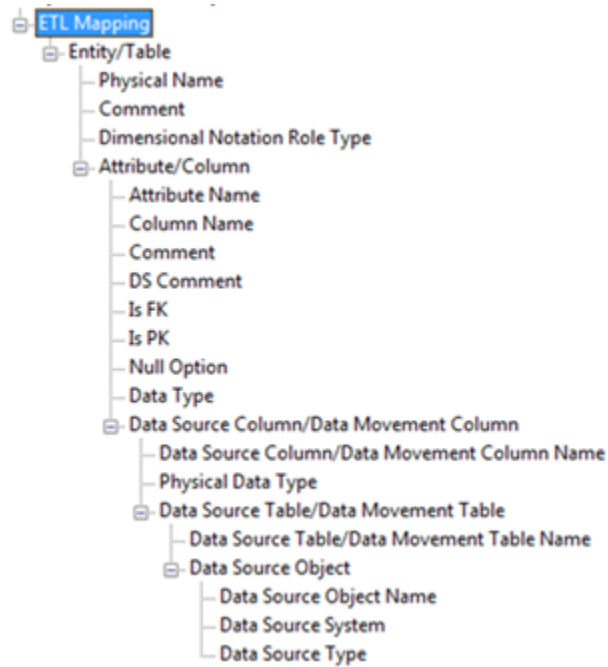 ETL Mapping
Entity/Table
Physical Name
Comment
Dimensional Notation Role Type
Attribute/Column
Attribute Name
Column Name
Comment
DS Comment
Is FK
Is PK
Null Option
Data Type
Data Source Column/Data Movement Column
Data Source Column/Data Movement Column Name
Physical Data Type
Data Source Table/Data Movement Table
Data Source Table/Data Movement Table Name
Data Source Object
Data Source Object Name
Data Source System
Data Source Type